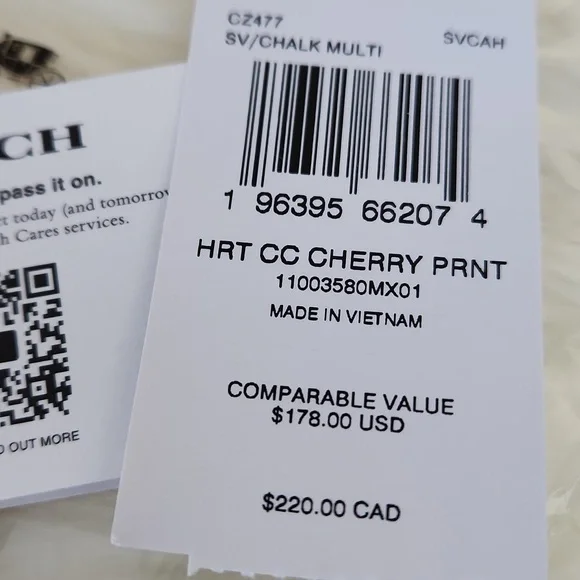 CZ477
SV/CHALK MULTI SVCAH
1 96395 66207 4
HRT CC CHERRY PRNT
11003580MX01
MADE IN VIETNAM
COMPARABLE VALUE
$178.00 USD
$220.00 CAD
CH
pass it on.
today (and tomorrow
Cares services.
OUT MORE